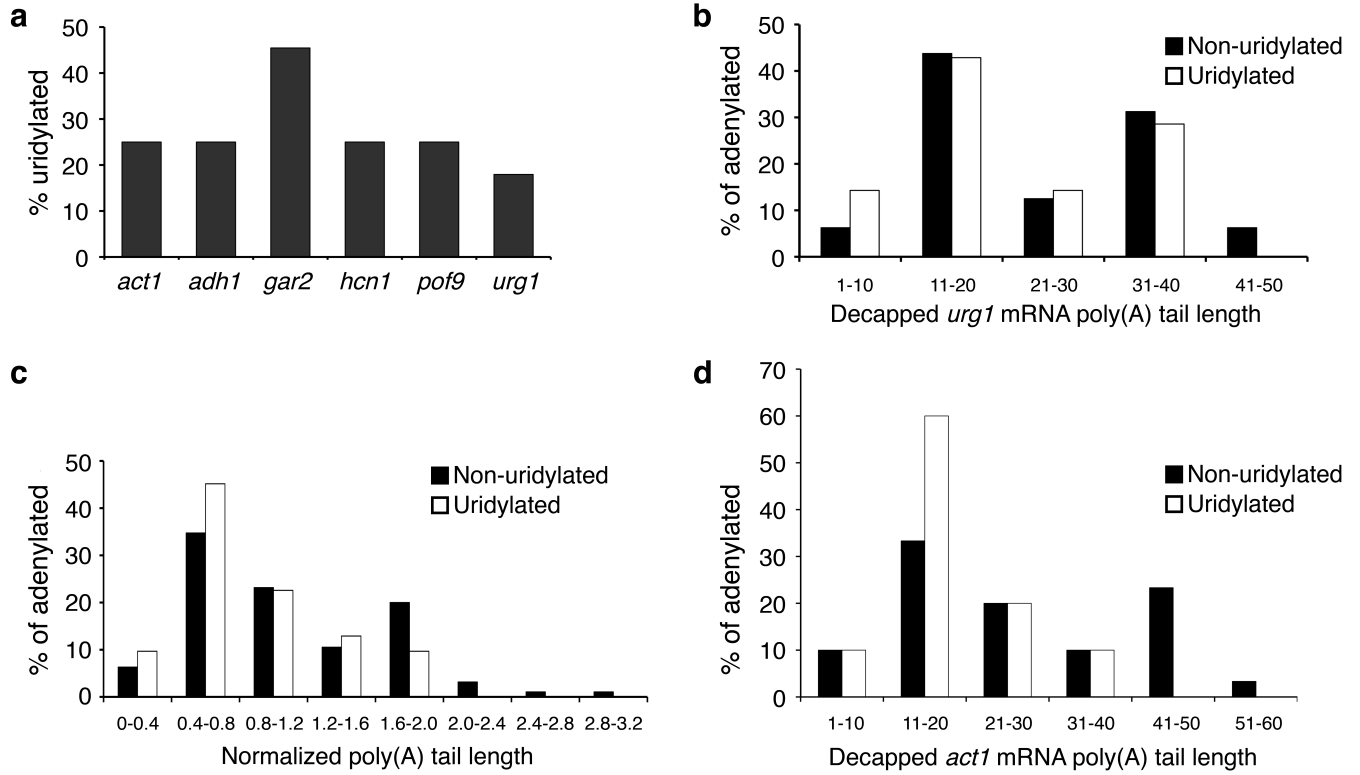 a
50
40
30
20
10
0
% uridylated
act1 adh1 gar2 hcn1 pof9 urg1
b
50
40
30
20
10
0
% of adenylated
Non-uridylated
Uridylated
1-10 11-20 21-30 31-40 41-50
Decapped urg1 mRNA poly(A) tail length
c
50
40
30
20
10
0
% of adenylated
Non-uridylated
Uridylated
0-0.4 0.4-0.8 0.8-1.2 1.2-1.6 1.6-2.0 2.0-2.4 2.4-2.8 2.8-3.2
Normalized poly(A) tail length
d
70
60
50
40
30
20
10
0
% of adenylated
Non-uridylated
Uridylated
1-10 11-20 21-30 31-40 41-50 51-60
Decapped act1 mRNA poly(A) tail length